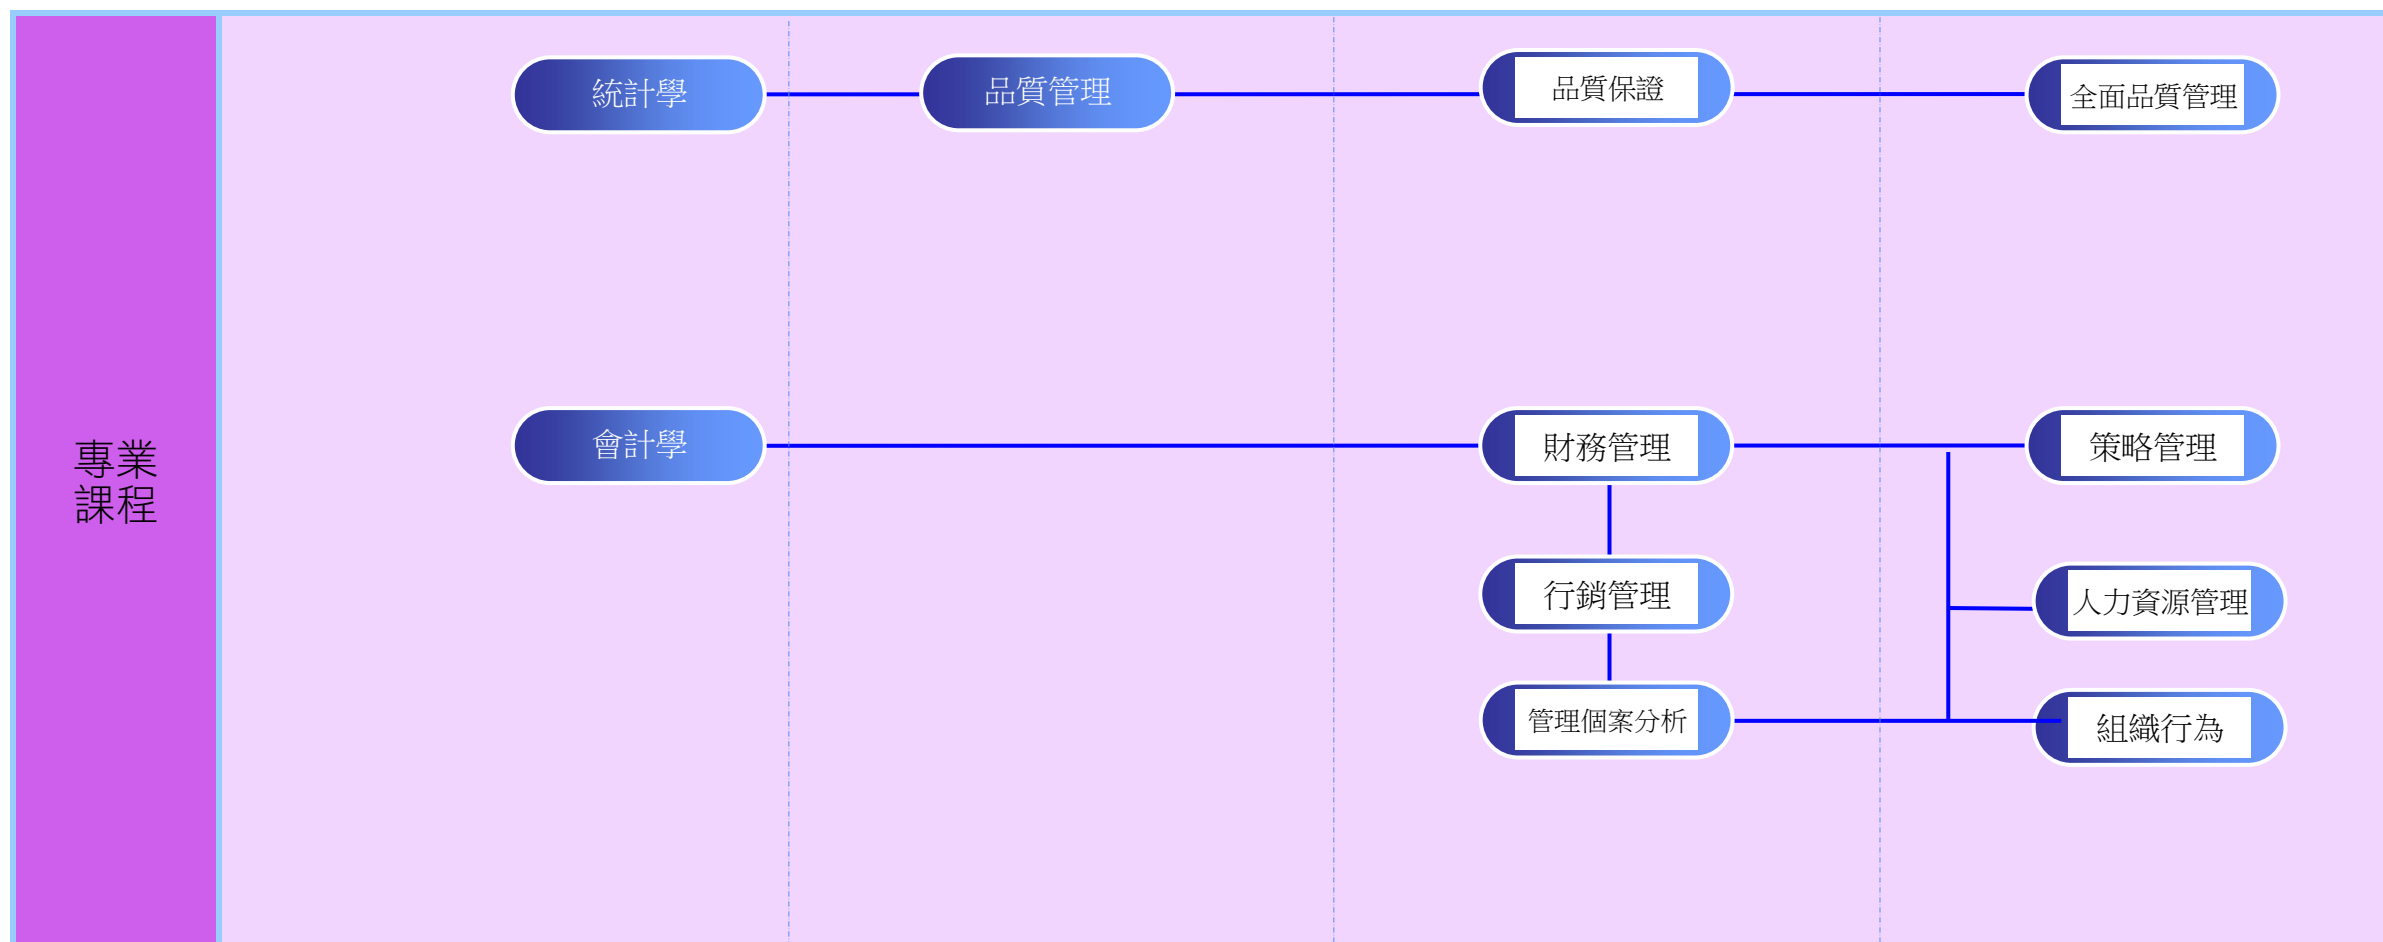 專業
課程
統計學
品質管理
品質保證
全面品質管理
會計學
財務管理
策略管理
行銷管理
人力資源管理
管理個案分析
組織行為